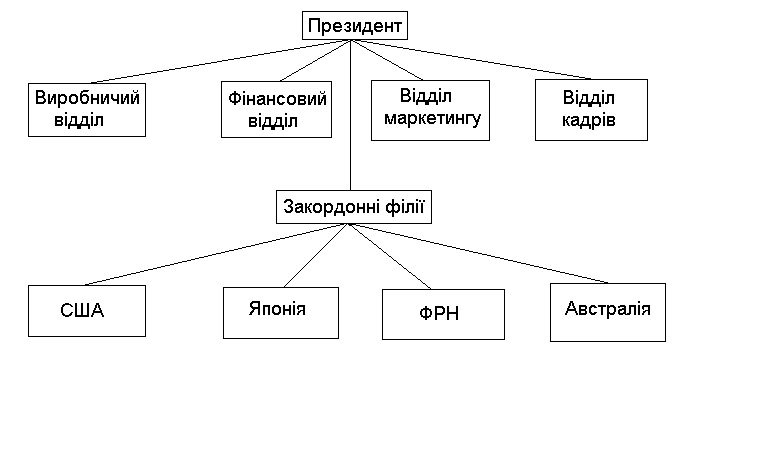 Президент
Виробничий
відділ
Фінансовий
відділ
Відділ
маркетингу
Відділ
кадрів
Закордонні філії
США
Японія
ФРН
Австралія